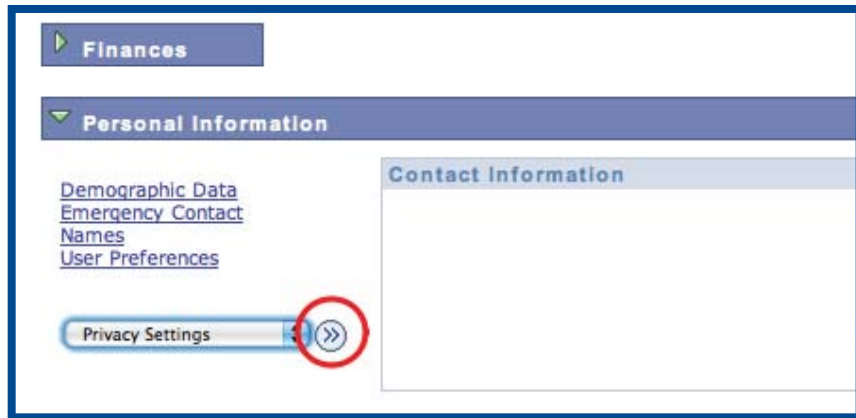 Finances
Personal Information
Contact Information
Demographic Data
Emergency Contact
Names
User Preferences
Privacy Settings